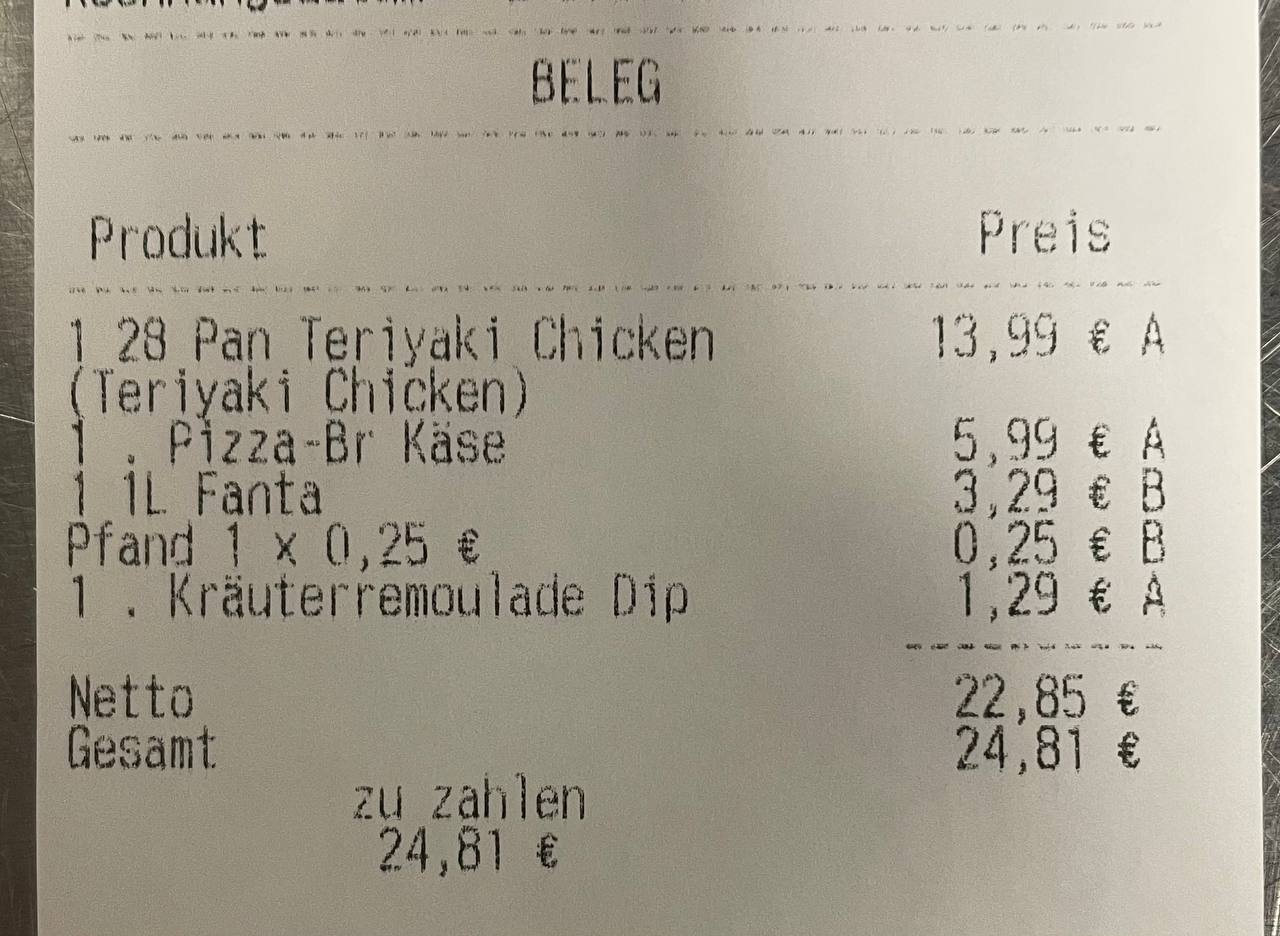 BELEG
Produkt Preis
1 28 Pan Teriyaki Chicken 13,99 € A
(Teriyaki Chicken)
1 . Pizza-Br Käse 5,99 € A
1 1L Fanta 3,29 € B
Pfand 1 x 0,25 € 0,25 € B
1 . Kräuterremoulade Dip 1,29 € A
Netto 22,85 €
Gesamt 24,81 €
zu zahlen
24,81 €